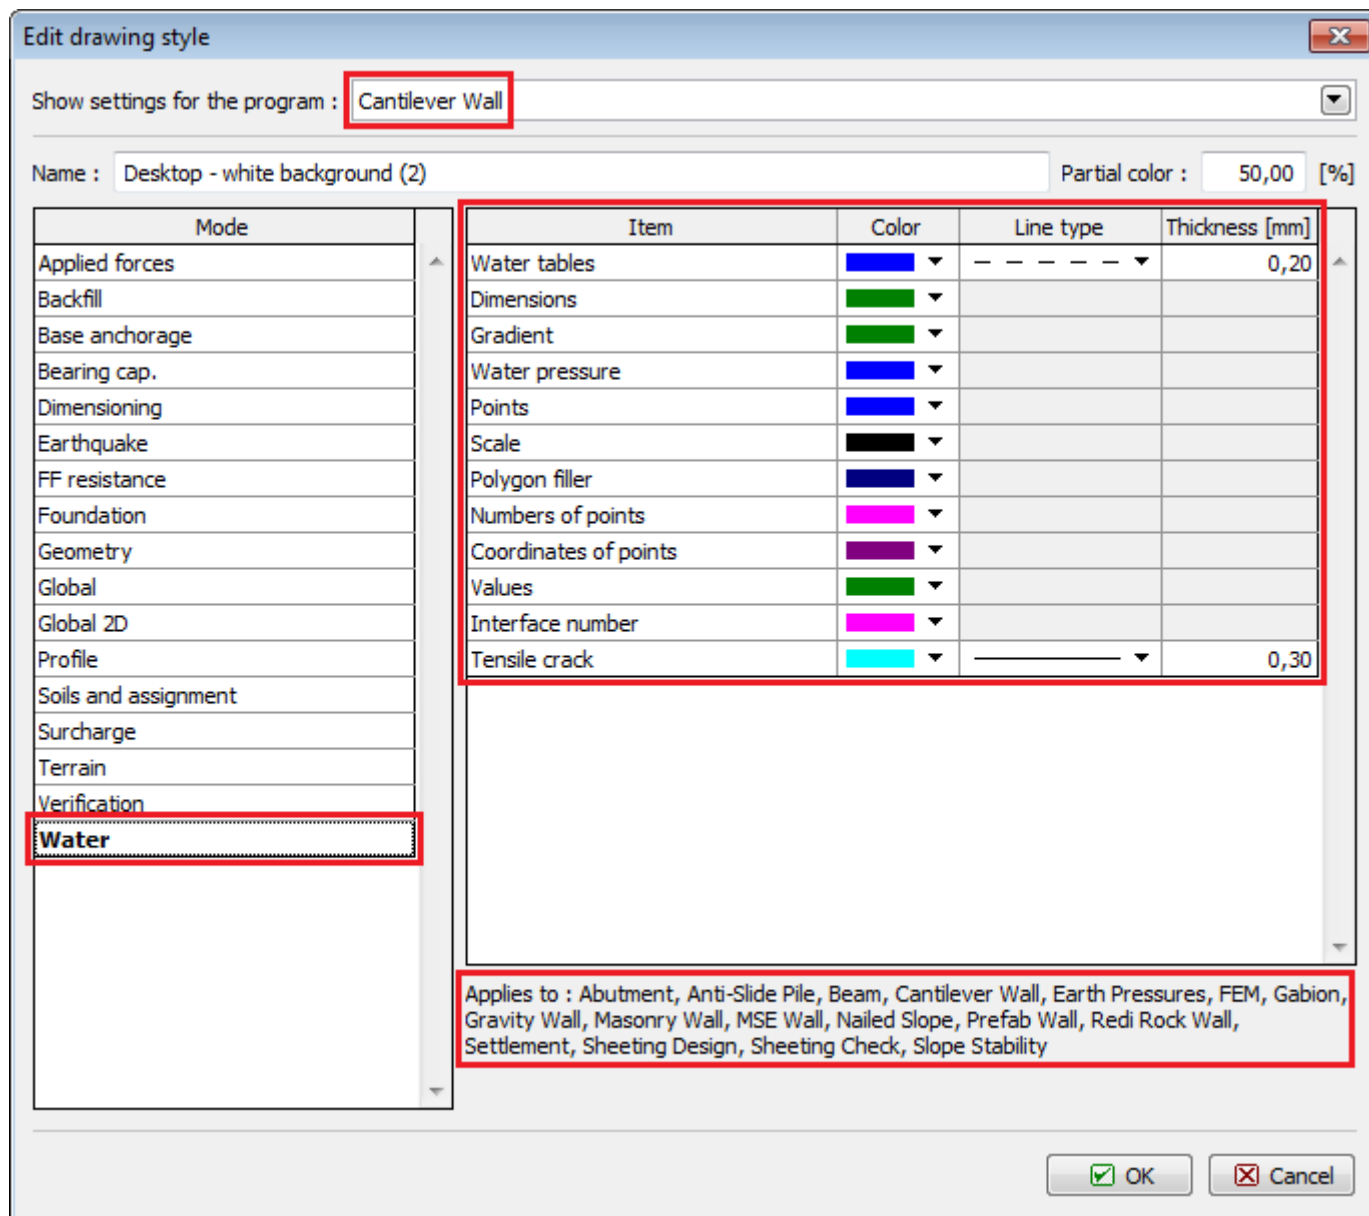 Edit drawing style
Show settings for the program : Cantilever Wall
Name : Desktop - white background (2) Partial color : 50,00 [%]
Mode
Applied forces
Backfill
Base anchorage
Bearing cap.
Dimensioning
Earthquake
FF resistance
Foundation
Geometry
Global
Global 2D
Profile
Soils and assignment
Surcharge
Terrain
Verification
Water
Item Color Line type Thickness [mm]
Water tables 0,20
Dimensions
Gradient
Water pressure
Points
Scale
Polygon filler
Numbers of points
Coordinates of points
Values
Interface number
Tensile crack 0,30
Applies to : Abutment, Anti-Slide Pile, Beam, Cantilever Wall, Earth Pressures, FEM, Gabion,
Gravity Wall, Masonry Wall, MSE Wall, Nailed Slope, Prefab Wall, Redi Rock Wall,
Settlement, Sheeting Design, Sheeting Check, Slope Stability
OK Cancel